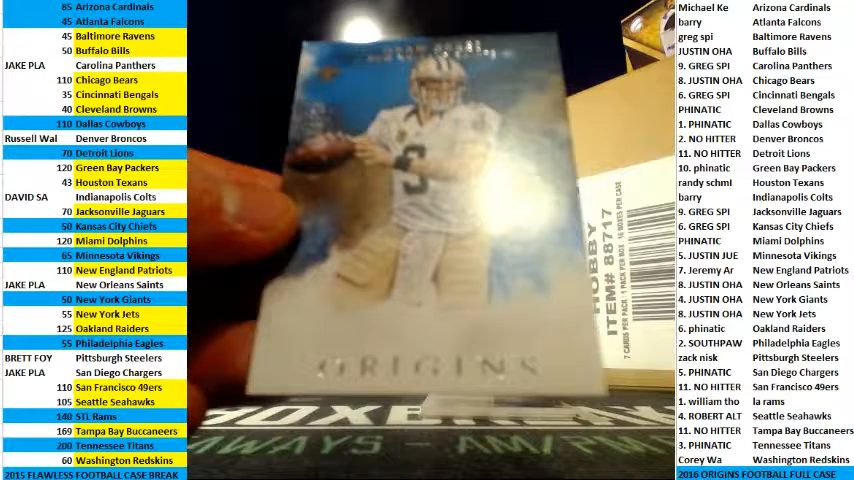 85 Arizona Cardinals
45 Atlanta Falcons
45 Baltimore Ravens
50 Buffalo Bills
JAKE PLA Carolina Panthers
110 Chicago Bears
35 Cincinnati Bengals
40 Cleveland Browns
110 Dallas Cowboys
Russell Wal Denver Broncos
70 Detroit Lions
120 Green Bay Packers
43 Houston Texans
DAVID SA Indianapolis Colts
70 Jacksonville Jaguars
50 Kansas City Chiefs
120 Miami Dolphins
65 Minnesota Vikings
110 New England Patriots
JAKE PLA New Orleans Saints
50 New York Giants
55 New York Jets
125 Oakland Raiders
55 Philadelphia Eagles
BRETT FOY Pittsburgh Steelers
JAKE PLA San Diego Chargers
110 San Francisco 49ers
105 Seattle Seahawks
140 STL Rams
169 Tampa Bay Buccaneers
200 Tennessee Titans
60 Washington Redskins
2015 FLAWLESS FOOTBALL CASE BREAK
ORIGINS
HOBBY
ITEM# 88717
7 CARDS PER PACK 1 PACK PER BOX 16 BOXES PER CASE
BOXBREAK
Michael Ke Arizona Cardinals
barry Atlanta Falcons
greg spi Baltimore Ravens
JUSTIN OHA Buffalo Bills
9. GREG SPI Carolina Panthers
8. JUSTIN OHA Chicago Bears
6. GREG SPI Cincinnati Bengals
PHINATIC Cleveland Browns
1. PHINATIC Dallas Cowboys
2. NO HITTER Denver Broncos
11. NO HITTER Detroit Lions
10. phinatic Green Bay Packers
randy schml Houston Texans
barry Indianapolis Colts
9. GREG SPI Jacksonville Jaguars
6. GREG SPI Kansas City Chiefs
PHINATIC Miami Dolphins
5. JUSTIN JUE Minnesota Vikings
7. Jeremy Ar New England Patriots
8. JUSTIN OHA New Orleans Saints
4. JUSTIN OHA New York Giants
8. JUSTIN OHA New York Jets
6. phinatic Oakland Raiders
2. SOUTHPAW Philadelphia Eagles
zack nisk Pittsburgh Steelers
5. PHINATIC San Diego Chargers
11. NO HITTER San Francisco 49ers
1. william tho la rams
4. ROBERT ALT Seattle Seahawks
11. NO HITTER Tampa Bay Buccaneers
3. PHINATIC Tennessee Titans
Corey Wa Washington Redskins
2016 ORIGINS FOOTBALL FULL CASE